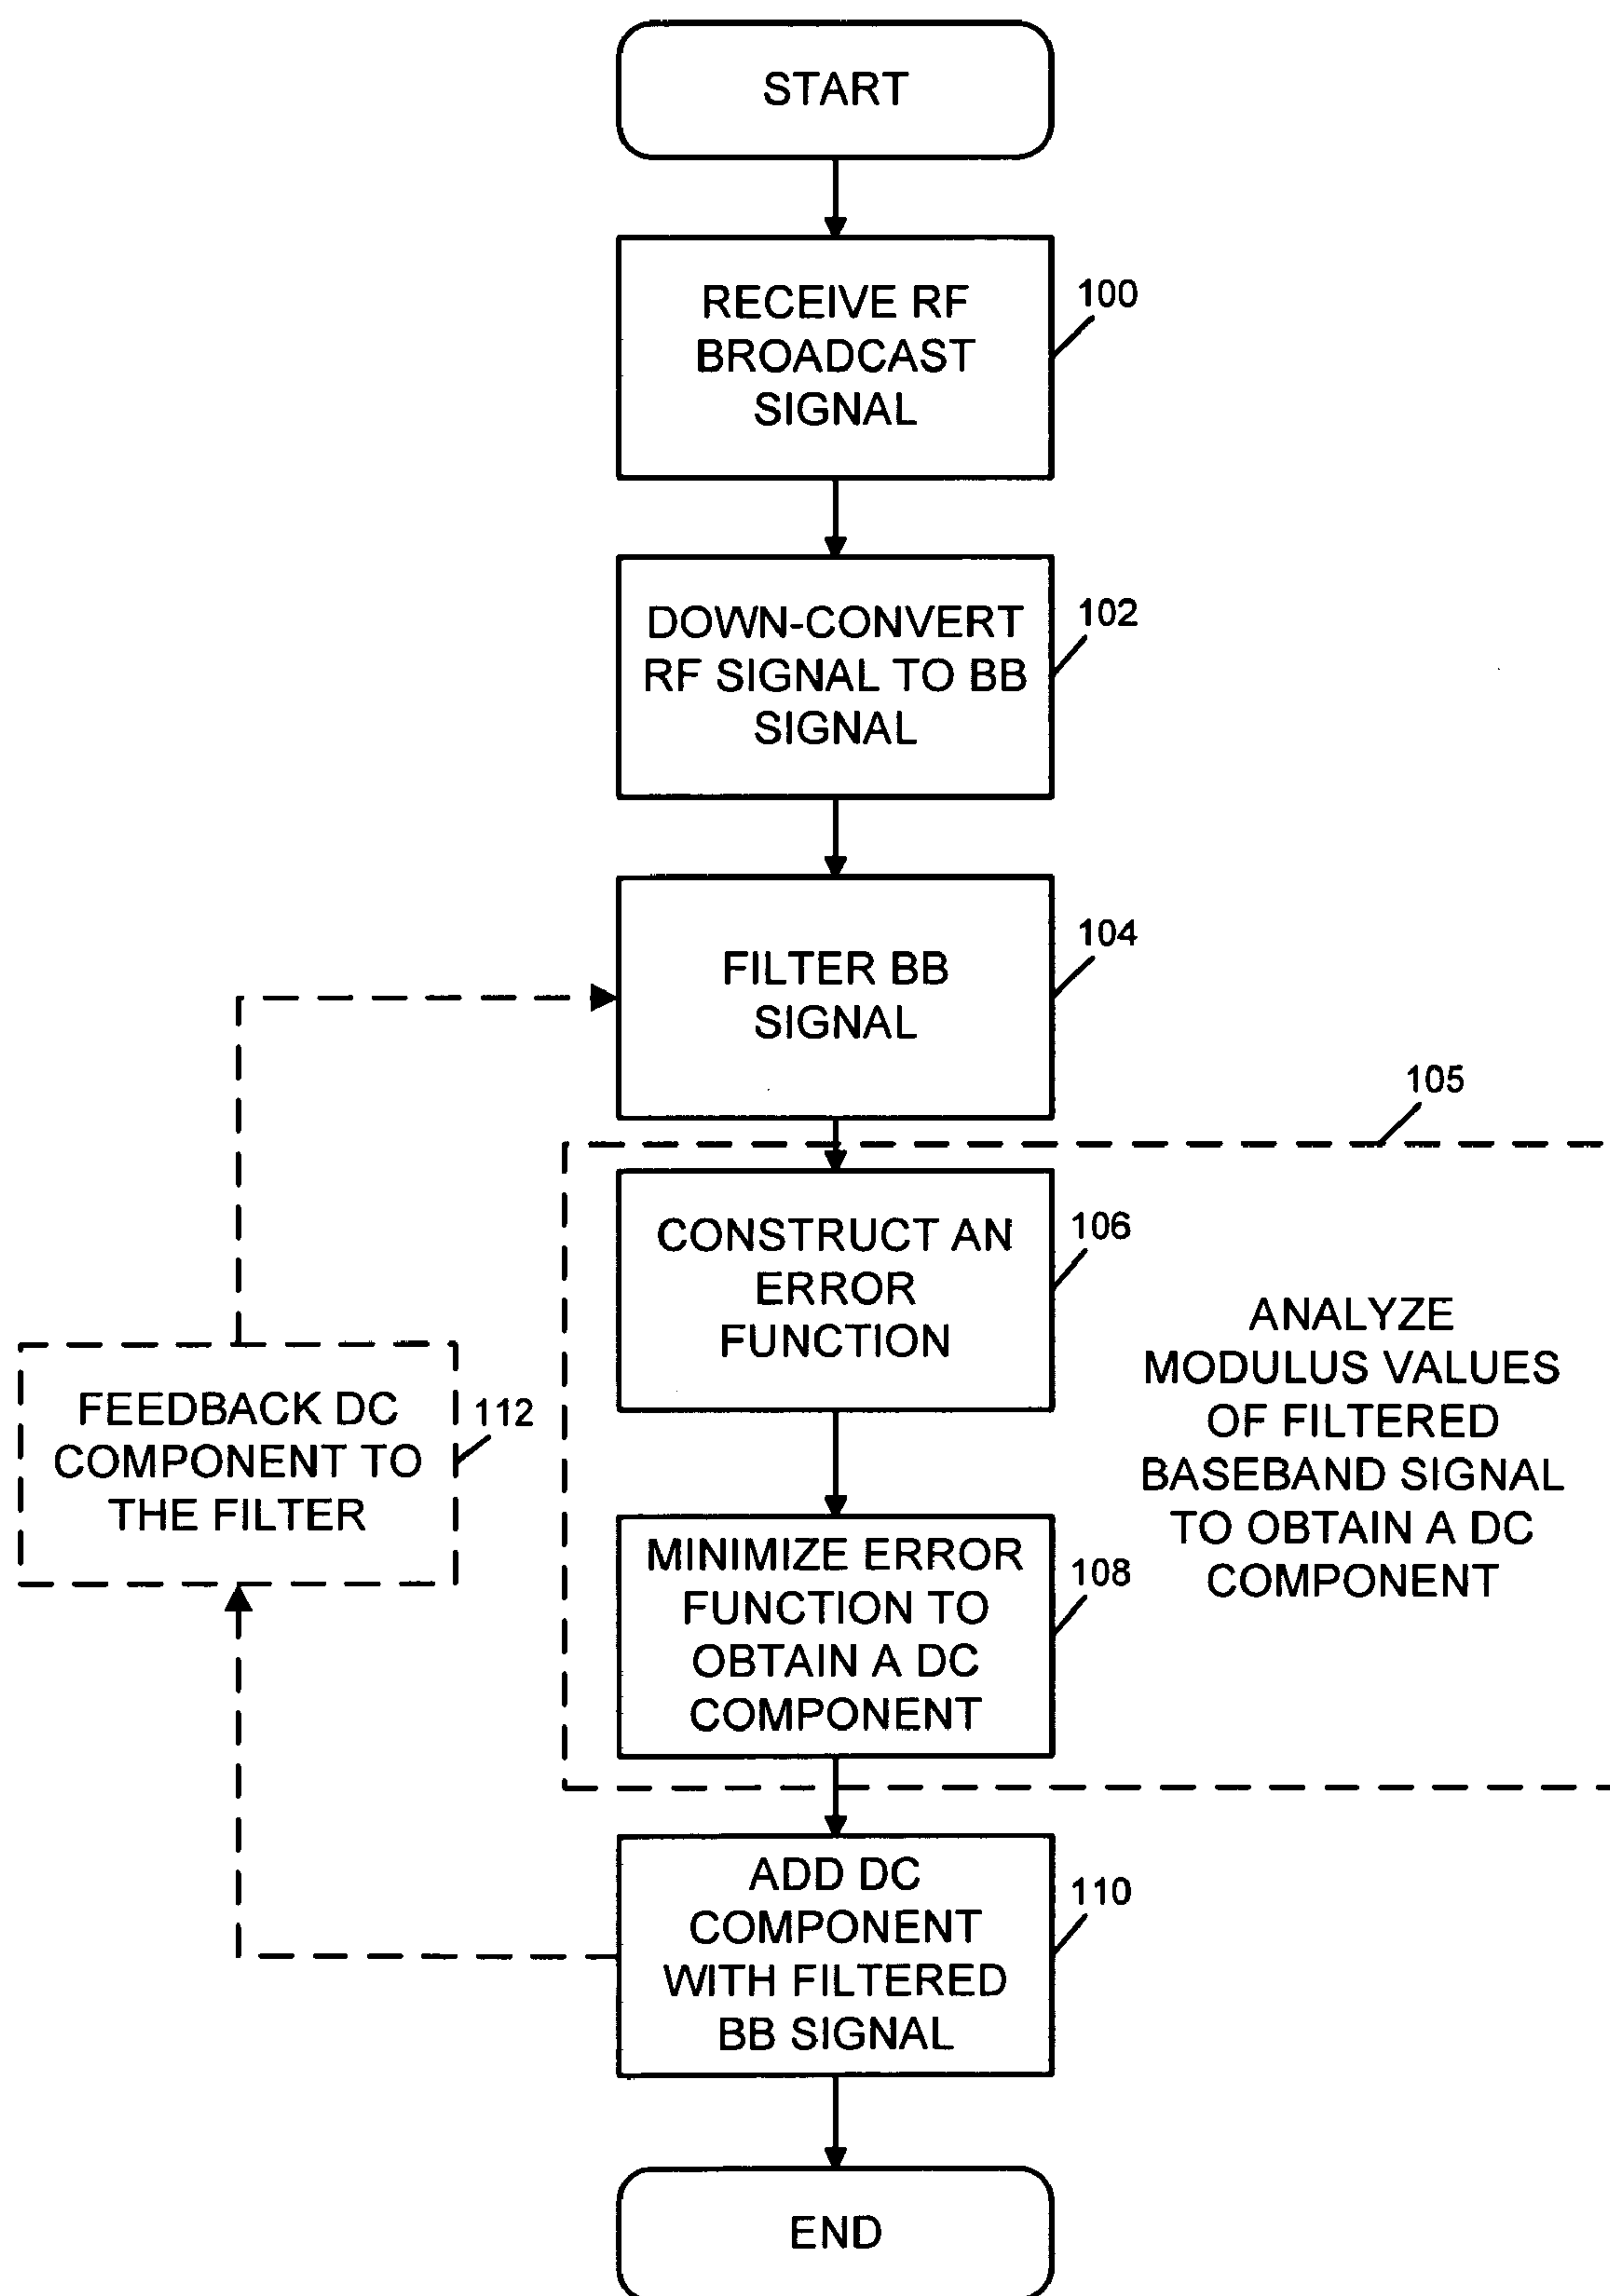 START
RECEIVE RF
BROADCAST
SIGNAL
100
DOWN-CONVERT
RF SIGNAL TO BB
SIGNAL
102
FILTER BB
SIGNAL
104
105
CONSTRUCT AN
ERROR
FUNCTION
106
ANALYZE
MODULUS VALUES
OF FILTERED
BASEBAND SIGNAL
TO OBTAIN A DC
COMPONENT
FEEDBACK DC
COMPONENT TO
THE FILTER
112
MINIMIZE ERROR
FUNCTION TO
OBTAIN A DC
COMPONENT
108
ADD DC
COMPONENT
WITH FILTERED
BB SIGNAL
110
END